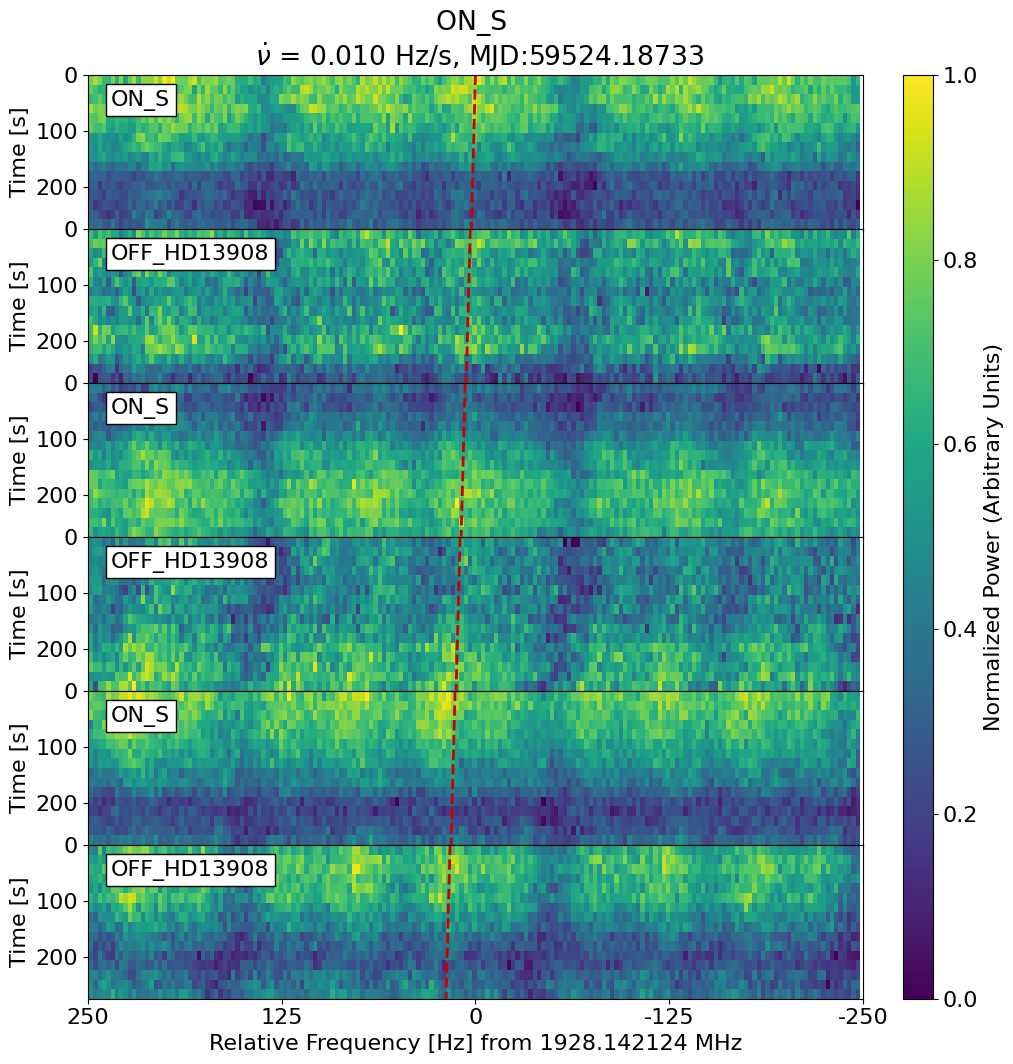 ON_S
ν̇ = 0.010 Hz/s, MJD:59524.18733
0
100
200
Time [s]
ON_S
0
100
200
Time [s]
OFF_HD13908
0
100
200
Time [s]
ON_S
0
100
200
Time [s]
OFF_HD13908
0
100
200
Time [s]
ON_S
0
100
200
Time [s]
OFF_HD13908
250 125 0 -125 -250
Relative Frequency [Hz] from 1928.142124 MHz
1.0
0.8
0.6
0.4
0.2
0.0
Normalized Power (Arbitrary Units)